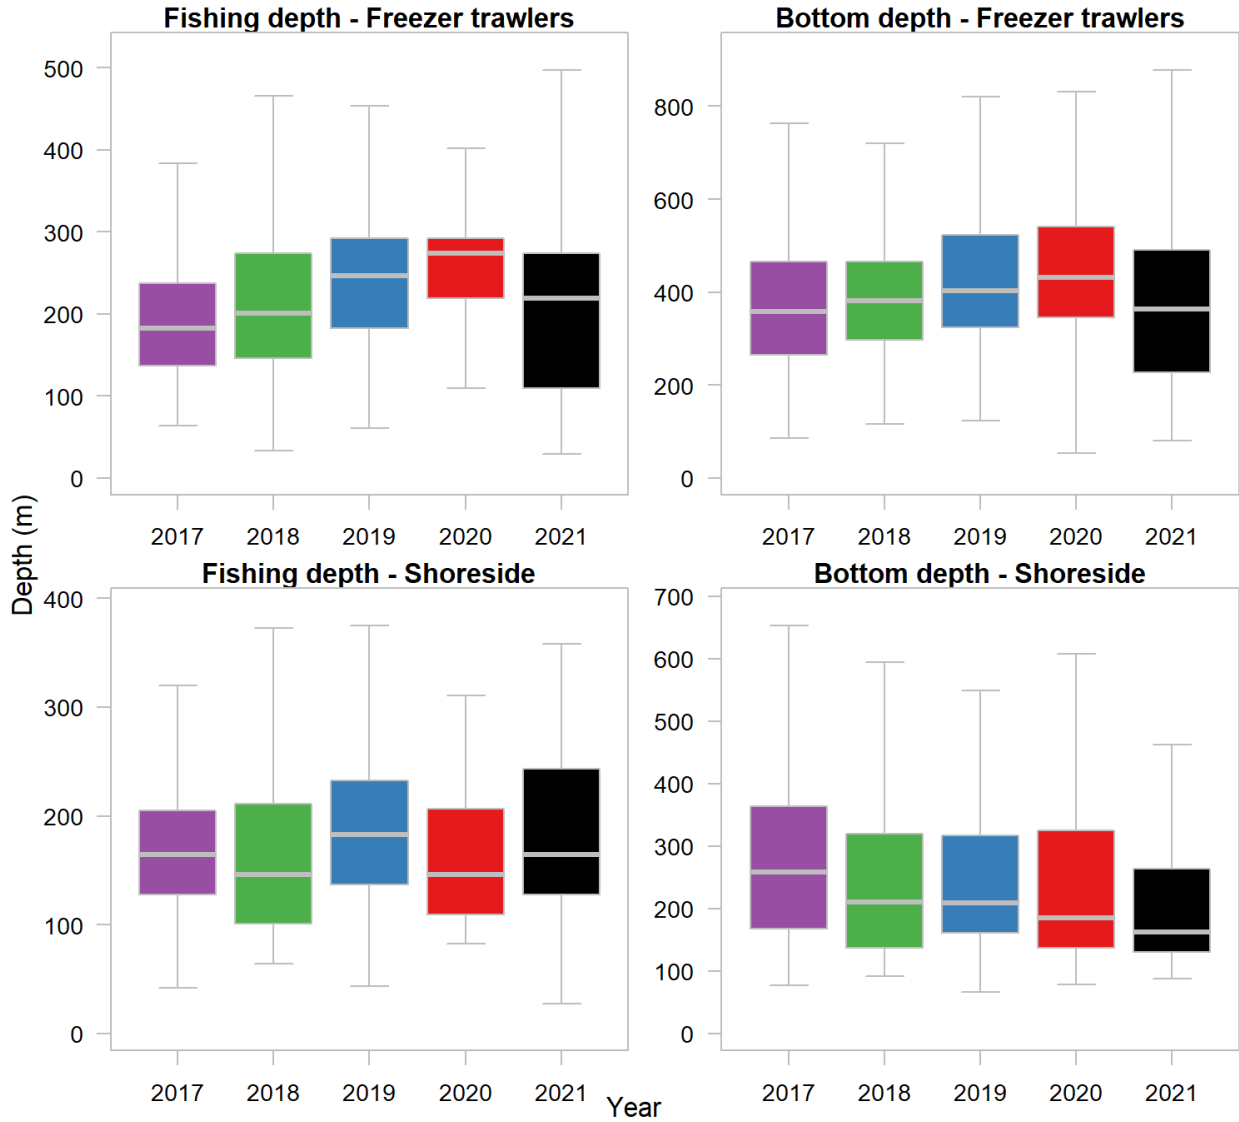 Fishing depth - Freezer trawlers
500
400
300
200
100
0
2017 2018 2019 2020 2021
Bottom depth - Freezer trawlers
800
600
400
200
0
2017 2018 2019 2020 2021
Depth (m)
Fishing depth - Shoreside
400
300
200
100
0
2017 2018 2019 2020 2021
Bottom depth - Shoreside
700
600
500
400
300
200
100
0
2017 2018 2019 2020 2021
Year